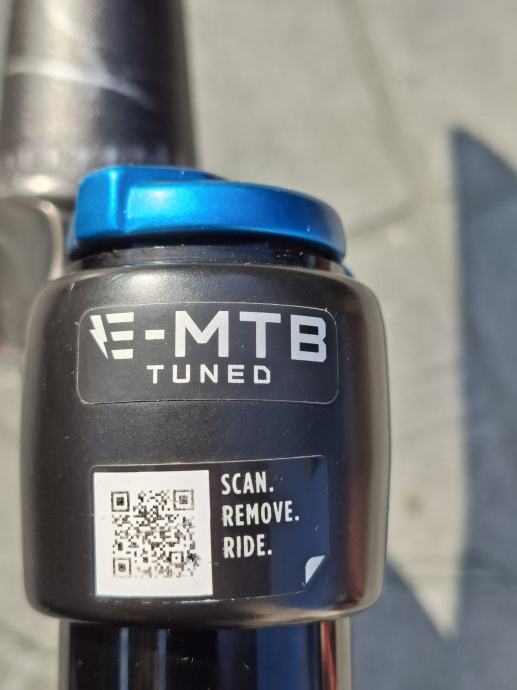 E-MTB
TUNED
SCAN.
REMOVE.
RIDE.